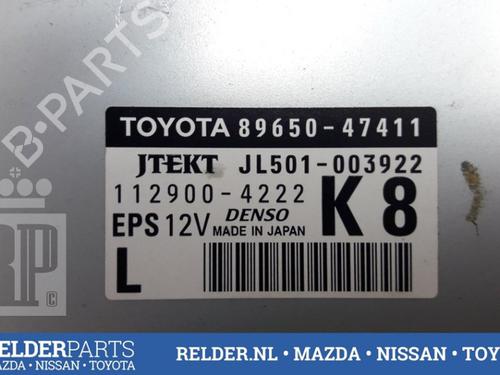 TOYOTA 89650-47411
JTEKT JL501-003922
112900-4222 K8
EPS 12V DENSO
MADE IN JAPAN
L
B-PARTS
RP
C
RELDERPARTS
MAZDA • NISSAN • TOYOTA
RELDER.NL • MAZDA • NISSAN • TOY